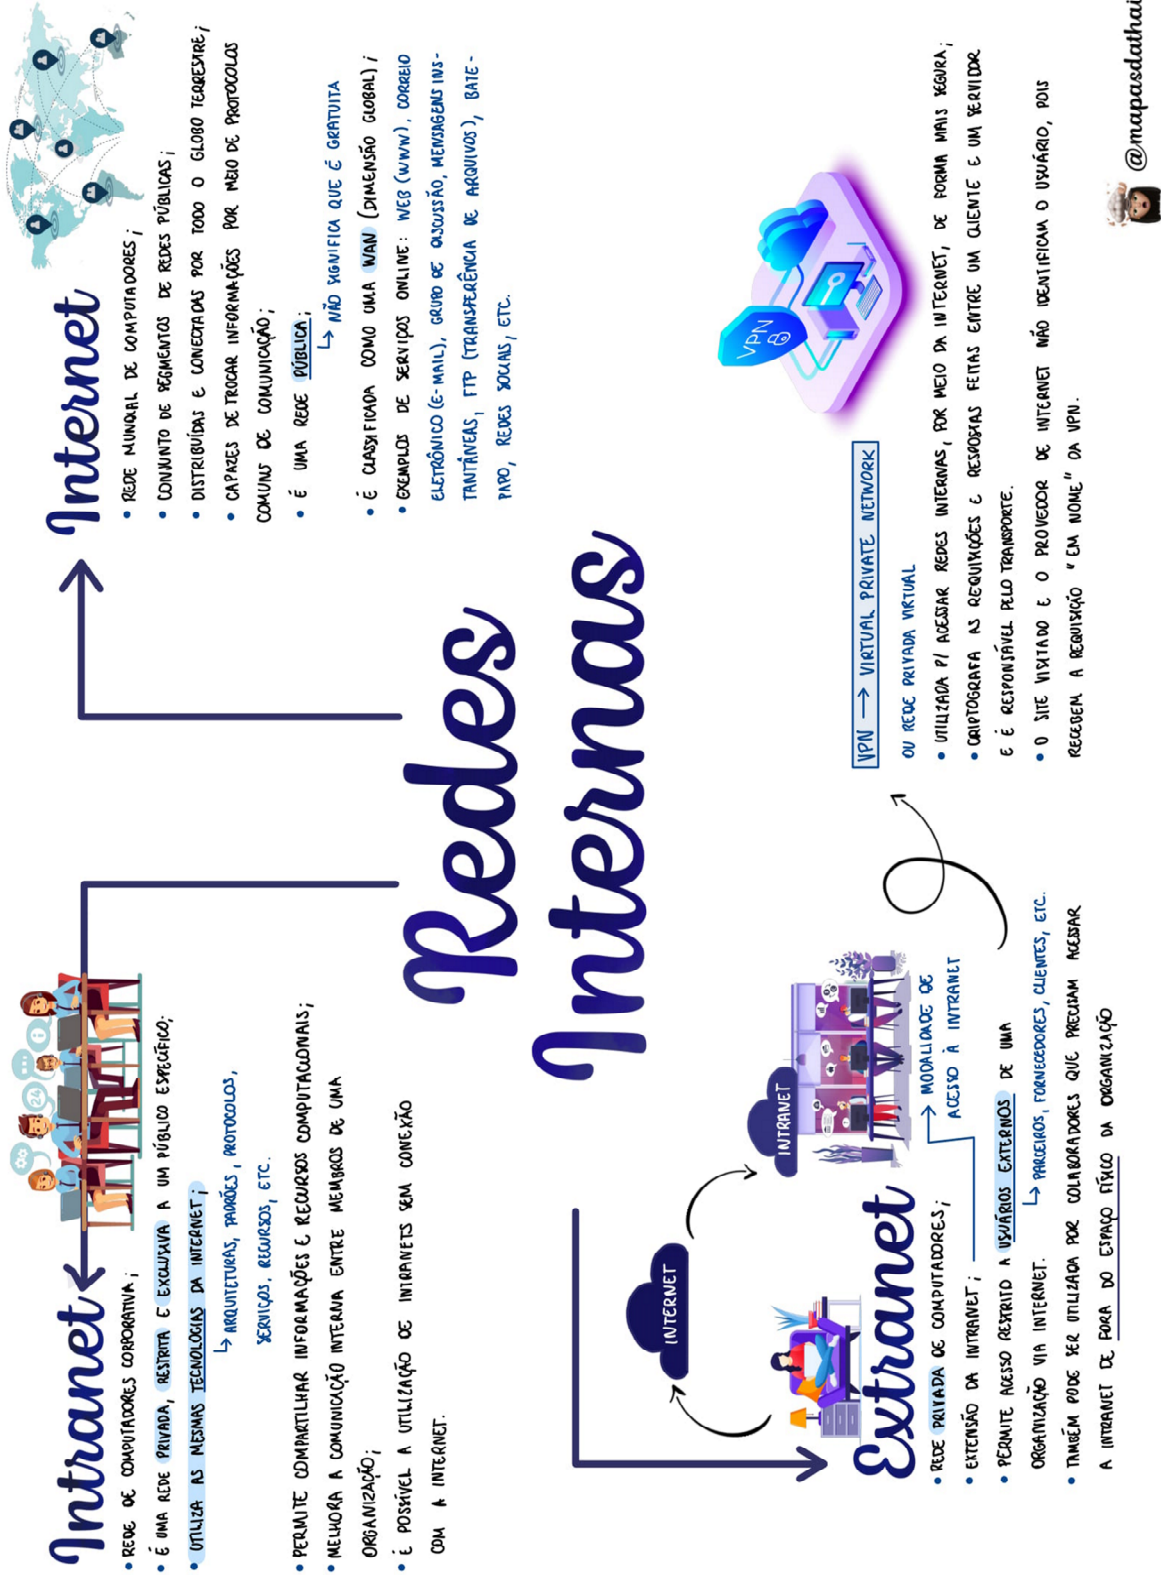 Redes
Internas
Intranet
• REDE DE COMPUTADORES CORPORATIVA;
• É UMA REDE PRIVADA, RESTRITA E EXCLUSIVA A UM PÚBLICO ESPECÍFICO;
• UTILIZA AS MESMAS TECNOLOGIAS DA INTERNET;
↳ ARQUITETURAS, PADRÕES, PROTOCOLOS,
SERVIÇOS, RECURSOS, ETC.
• PERMITE COMPARTILHAR INFORMAÇÕES E RECURSOS COMPUTACIONAIS;
• MELHORA A COMUNICAÇÃO INTERNA ENTRE MEMBROS DE UMA
ORGANIZAÇÃO;
• É POSSÍVEL A UTILIZAÇÃO DE INTRANETS SEM CONEXÃO
COM A INTERNET.
24
Internet
• REDE MUNDIAL DE COMPUTADORES;
• CONJUNTO DE SEGMENTOS DE REDES PÚBLICAS;
• DISTRIBUÍDAS E CONECTADAS POR TODO O GLOBO TERRESTRE;
• CAPAZES DE TROCAR INFORMAÇÕES POR MEIO DE PROTOCOLOS
COMUNS DE COMUNICAÇÃO;
• É UMA REDE PÚBLICA;
↳ NÃO SIGNIFICA QUE É GRATUITA
• É CLASSIFICADA COMO UMA WAN (DIMENSÃO GLOBAL);
• EXEMPLOS DE SERVIÇOS ONLINE: WEB (WWW), CORREIO
ELETRÔNICO (E-MAIL), GRUPO DE DISCUSSÃO, MENSAGENS INS-
TANTÂNEAS, FTP (TRANSFERÊNCIA DE ARQUIVOS), BATE-
PAPO, REDES SOCIAIS, ETC.
INTERNET
INTRANET
Extranet
• REDE PRIVADA DE COMPUTADORES;
• EXTENSÃO DA INTRANET;
→ MODALIDADE DE
ACESSO À INTRANET
• PERMITE ACESSO RESTRITO A USUÁRIOS EXTERNOS DE UMA
ORGANIZAÇÃO VIA INTERNET.
↳ PARCEIROS, FORNECEDORES, CLIENTES, ETC.
• TAMBÉM PODE SER UTILIZADA POR COLABORADORES QUE PRECISAM ACESSAR
A INTRANET DE FORA DO ESPAÇO FÍSICO DA ORGANIZAÇÃO
VPN → VIRTUAL PRIVATE NETWORK
OU REDE PRIVADA VIRTUAL
• UTILIZADA P/ ACESSAR REDES INTERNAS, POR MEIO DA INTERNET, DE FORMA MAIS SEGURA;
• CRIPTOGRAFA AS REQUISIÇÕES E RESPOSTAS FEITAS ENTRE UM CLIENTE E UM SERVIDOR
E É RESPONSÁVEL PELO TRANSPORTE.
• O SITE VISITADO E O PROVEDOR DE INTERNET NÃO IDENTIFICAM O USUÁRIO, POIS
RECEBEM A REQUISIÇÃO "EM NOME" DA VPN.
VPN
@mapasdathai